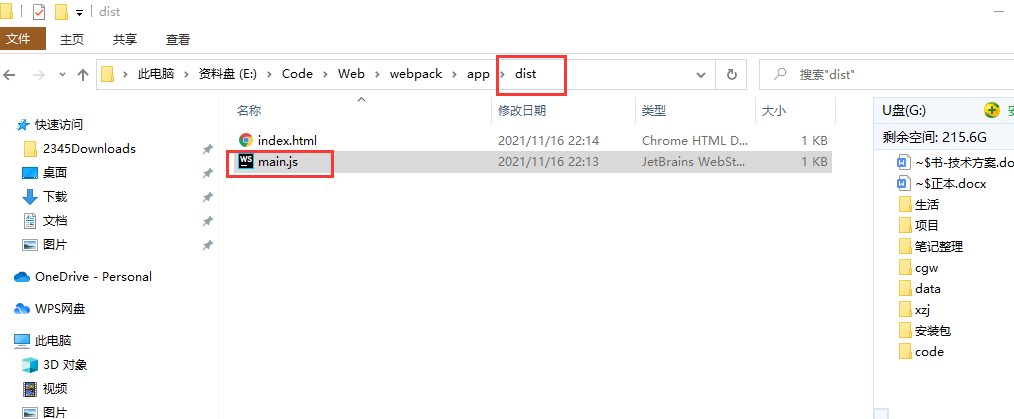 dist
文件 主页 共享 查看
此电脑 资料盘 (E:) Code Web webpack app dist 搜索"dist"
名称 修改日期 类型 大小
index.html 2021/11/16 22:14 Chrome HTML D... 1 KB
WS main.js 2021/11/16 22:13 JetBrains WebSt... 1 KB
快速访问
2345Downloads
桌面
下载
文档
图片
OneDrive - Personal
WPS网盘
此电脑
3D 对象
视频
图片
U盘(G:)
剩余空间: 215.6G
~$书-技术方案.do
~$正本.docx
生活
项目
笔记整理
cgw
data
xzj
安装包
code